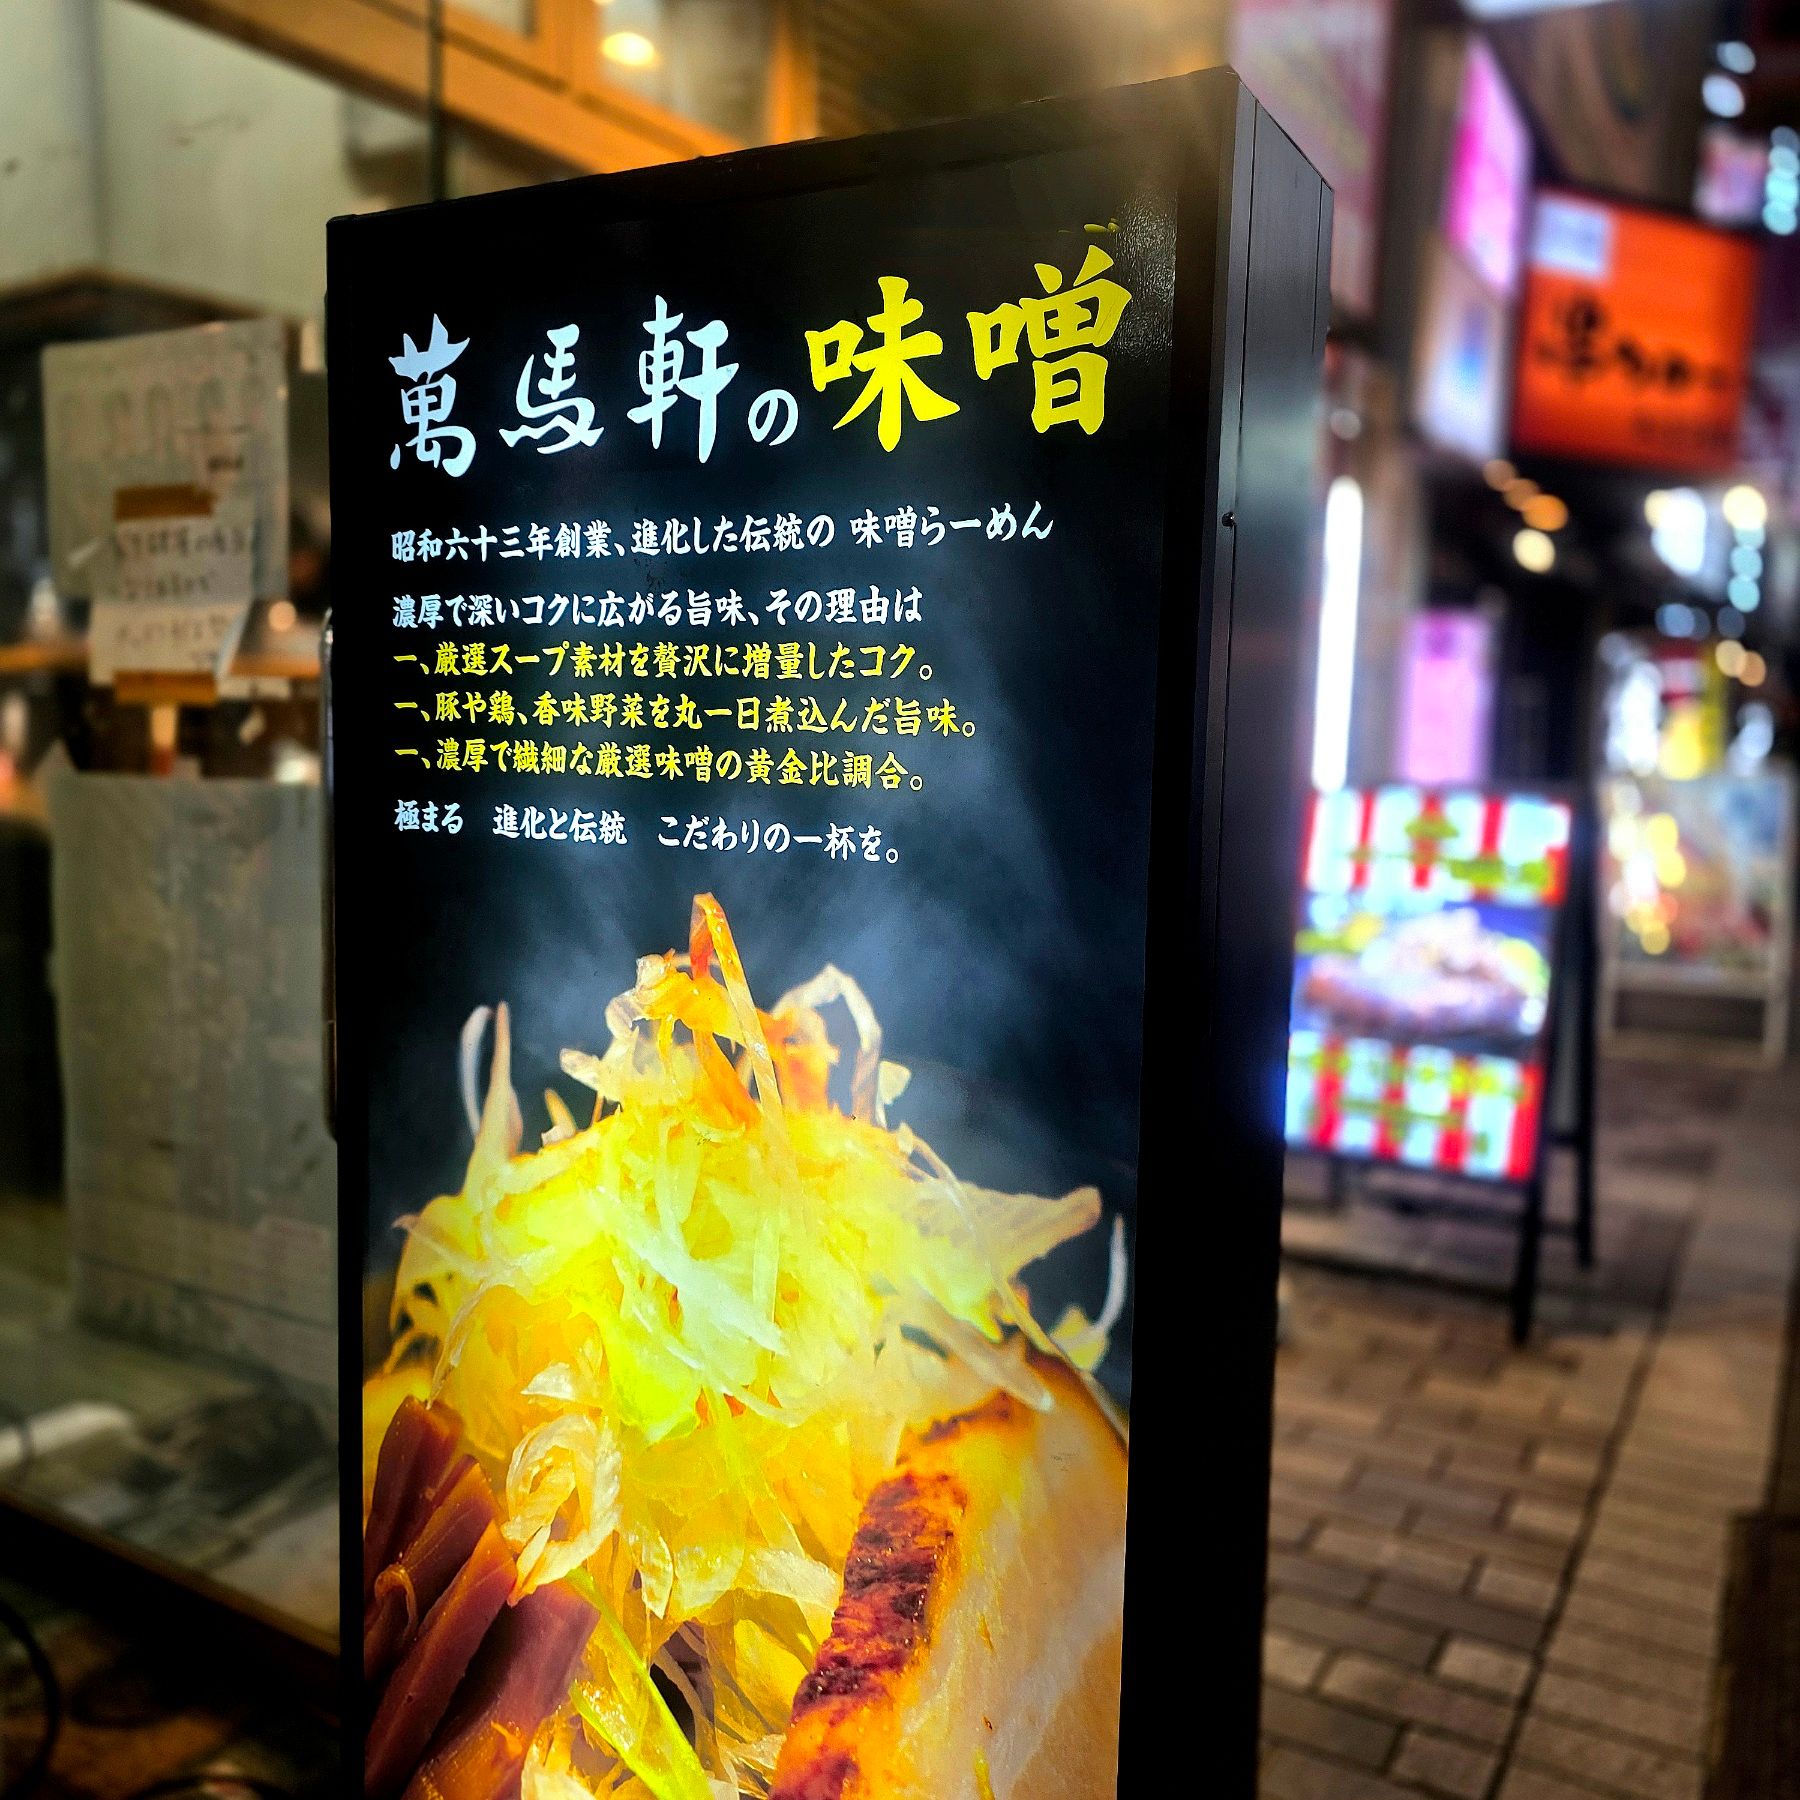 萬馬軒の味噌
昭和六十三年創業、進化した伝統の 味噌らーめん
濃厚で深いコクに広がる旨味、その理由は
一、厳選スープ素材を贅沢に増量したコク。
一、豚や鶏、香味野菜を丸一日煮込んだ旨味。
一、濃厚で繊細な厳選味噌の黄金比調合。
極まる　進化と伝統　こだわりの一杯を。